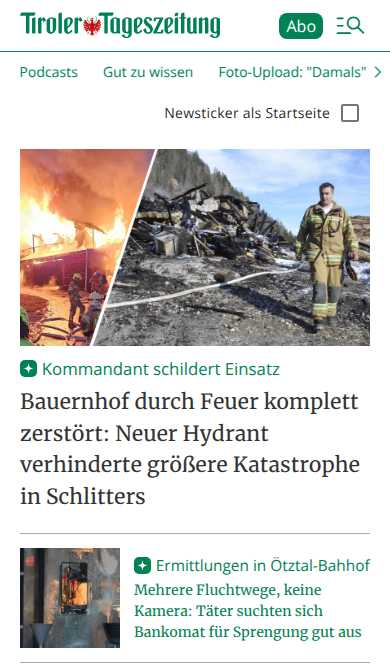 Tiroler Tageszeitung
Abo
Podcasts Gut zu wissen Foto-Upload: "Damals"
Newsticker als Startseite
Kommandant schildert Einsatz
Bauernhof durch Feuer komplett
zerstört: Neuer Hydrant
verhinderte größere Katastrophe
in Schlitters
Ermittlungen in Ötztal-Bahnhof
Mehrere Fluchtwege, keine
Kamera: Täter suchten sich
Bankomat für Sprengung gut aus